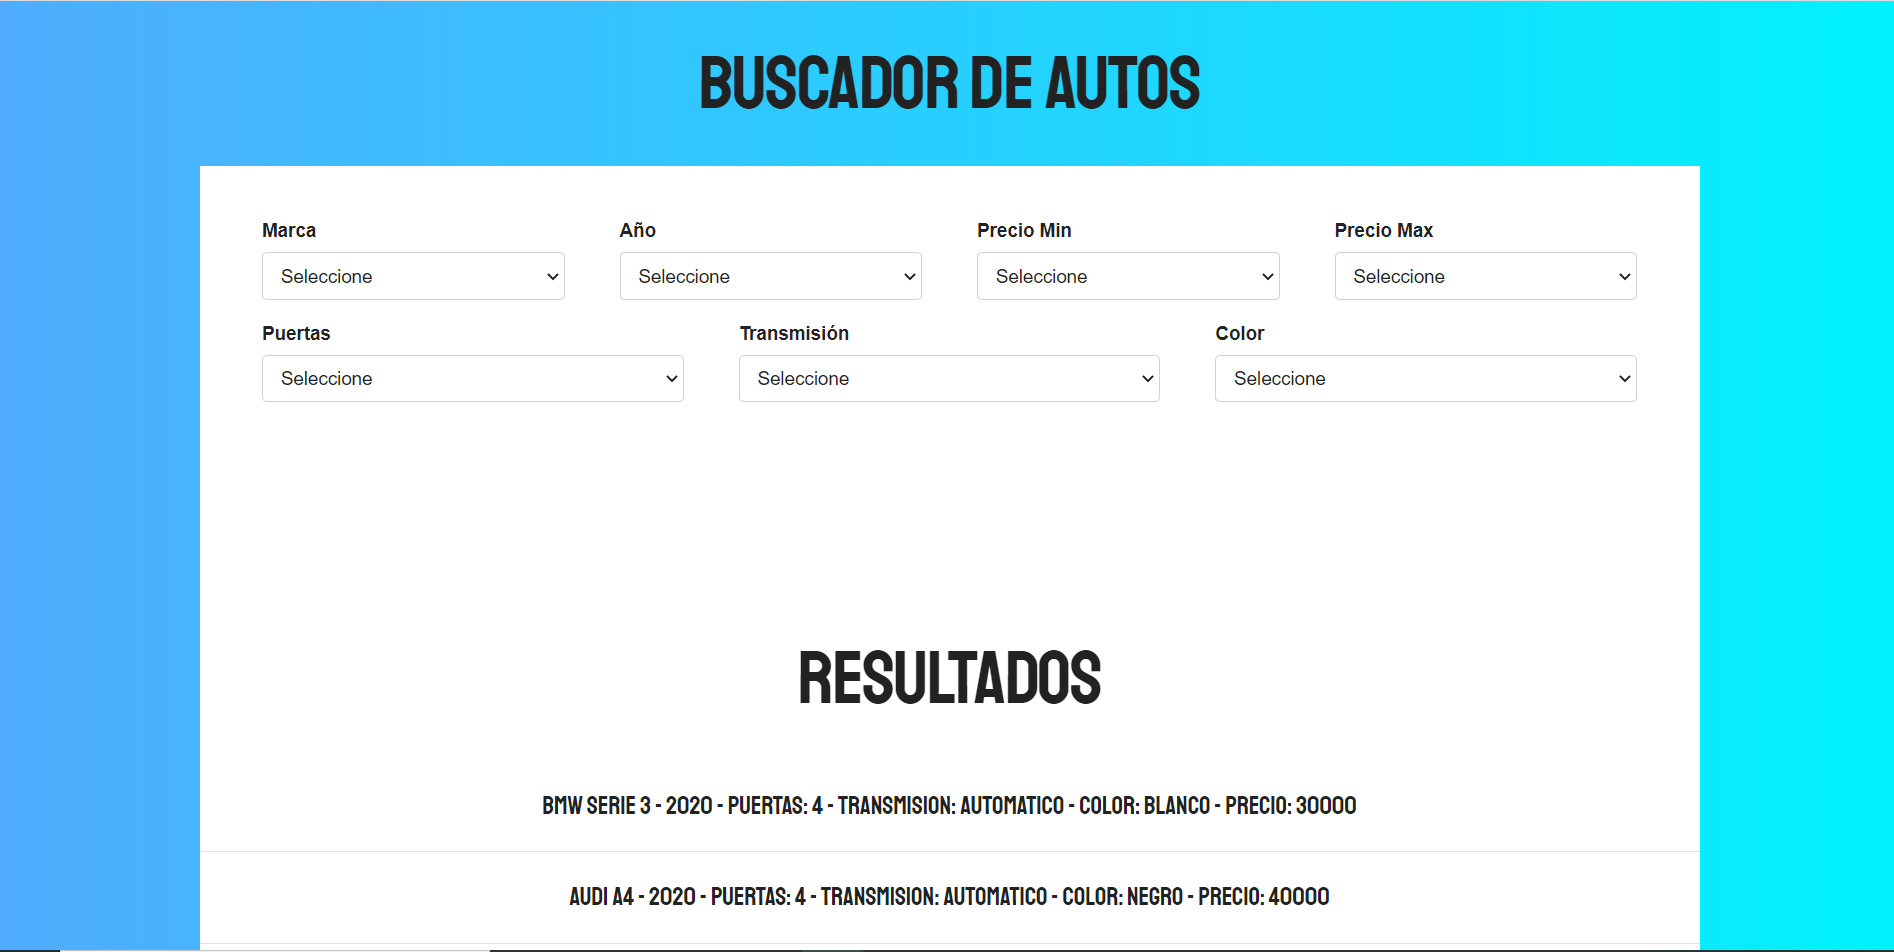 BUSCADOR DE AUTOS
Marca Año Precio Min Precio Max
Seleccione Seleccione Seleccione Seleccione
Puertas Transmisión Color
Seleccione Seleccione Seleccione
RESULTADOS
BMW SERIE 3 - 2020 - PUERTAS: 4 - TRANSMISION: AUTOMATICO - COLOR: BLANCO - PRECIO: 30000
AUDI A4 - 2020 - PUERTAS: 4 - TRANSMISION: AUTOMATICO - COLOR: NEGRO - PRECIO: 40000